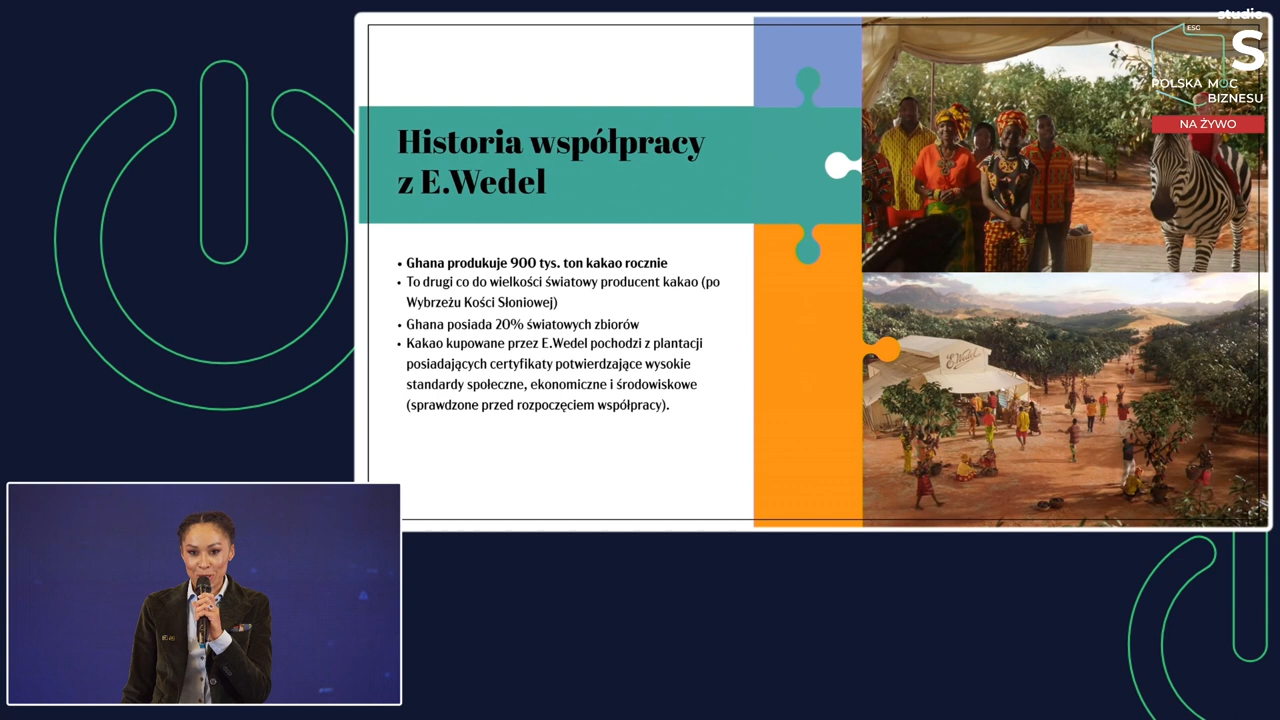 Historia współpracy
z E.Wedel
• Ghana produkuje 900 tys. ton kakao rocznie
• To drugi co do wielkości światowy producent kakao (po
Wybrzeżu Kości Słoniowej)
• Ghana posiada 20% światowych zbiorów
• Kakao kupowane przez E.Wedel pochodzi z plantacji
posiadających certyfikaty potwierdzające wysokie
standardy społeczne, ekonomiczne i środowiskowe
(sprawdzone przed rozpoczęciem współpracy).
studio
S
ESG
POLSKA MOC
BIZNESU
NA ŻYWO
E.Wedel